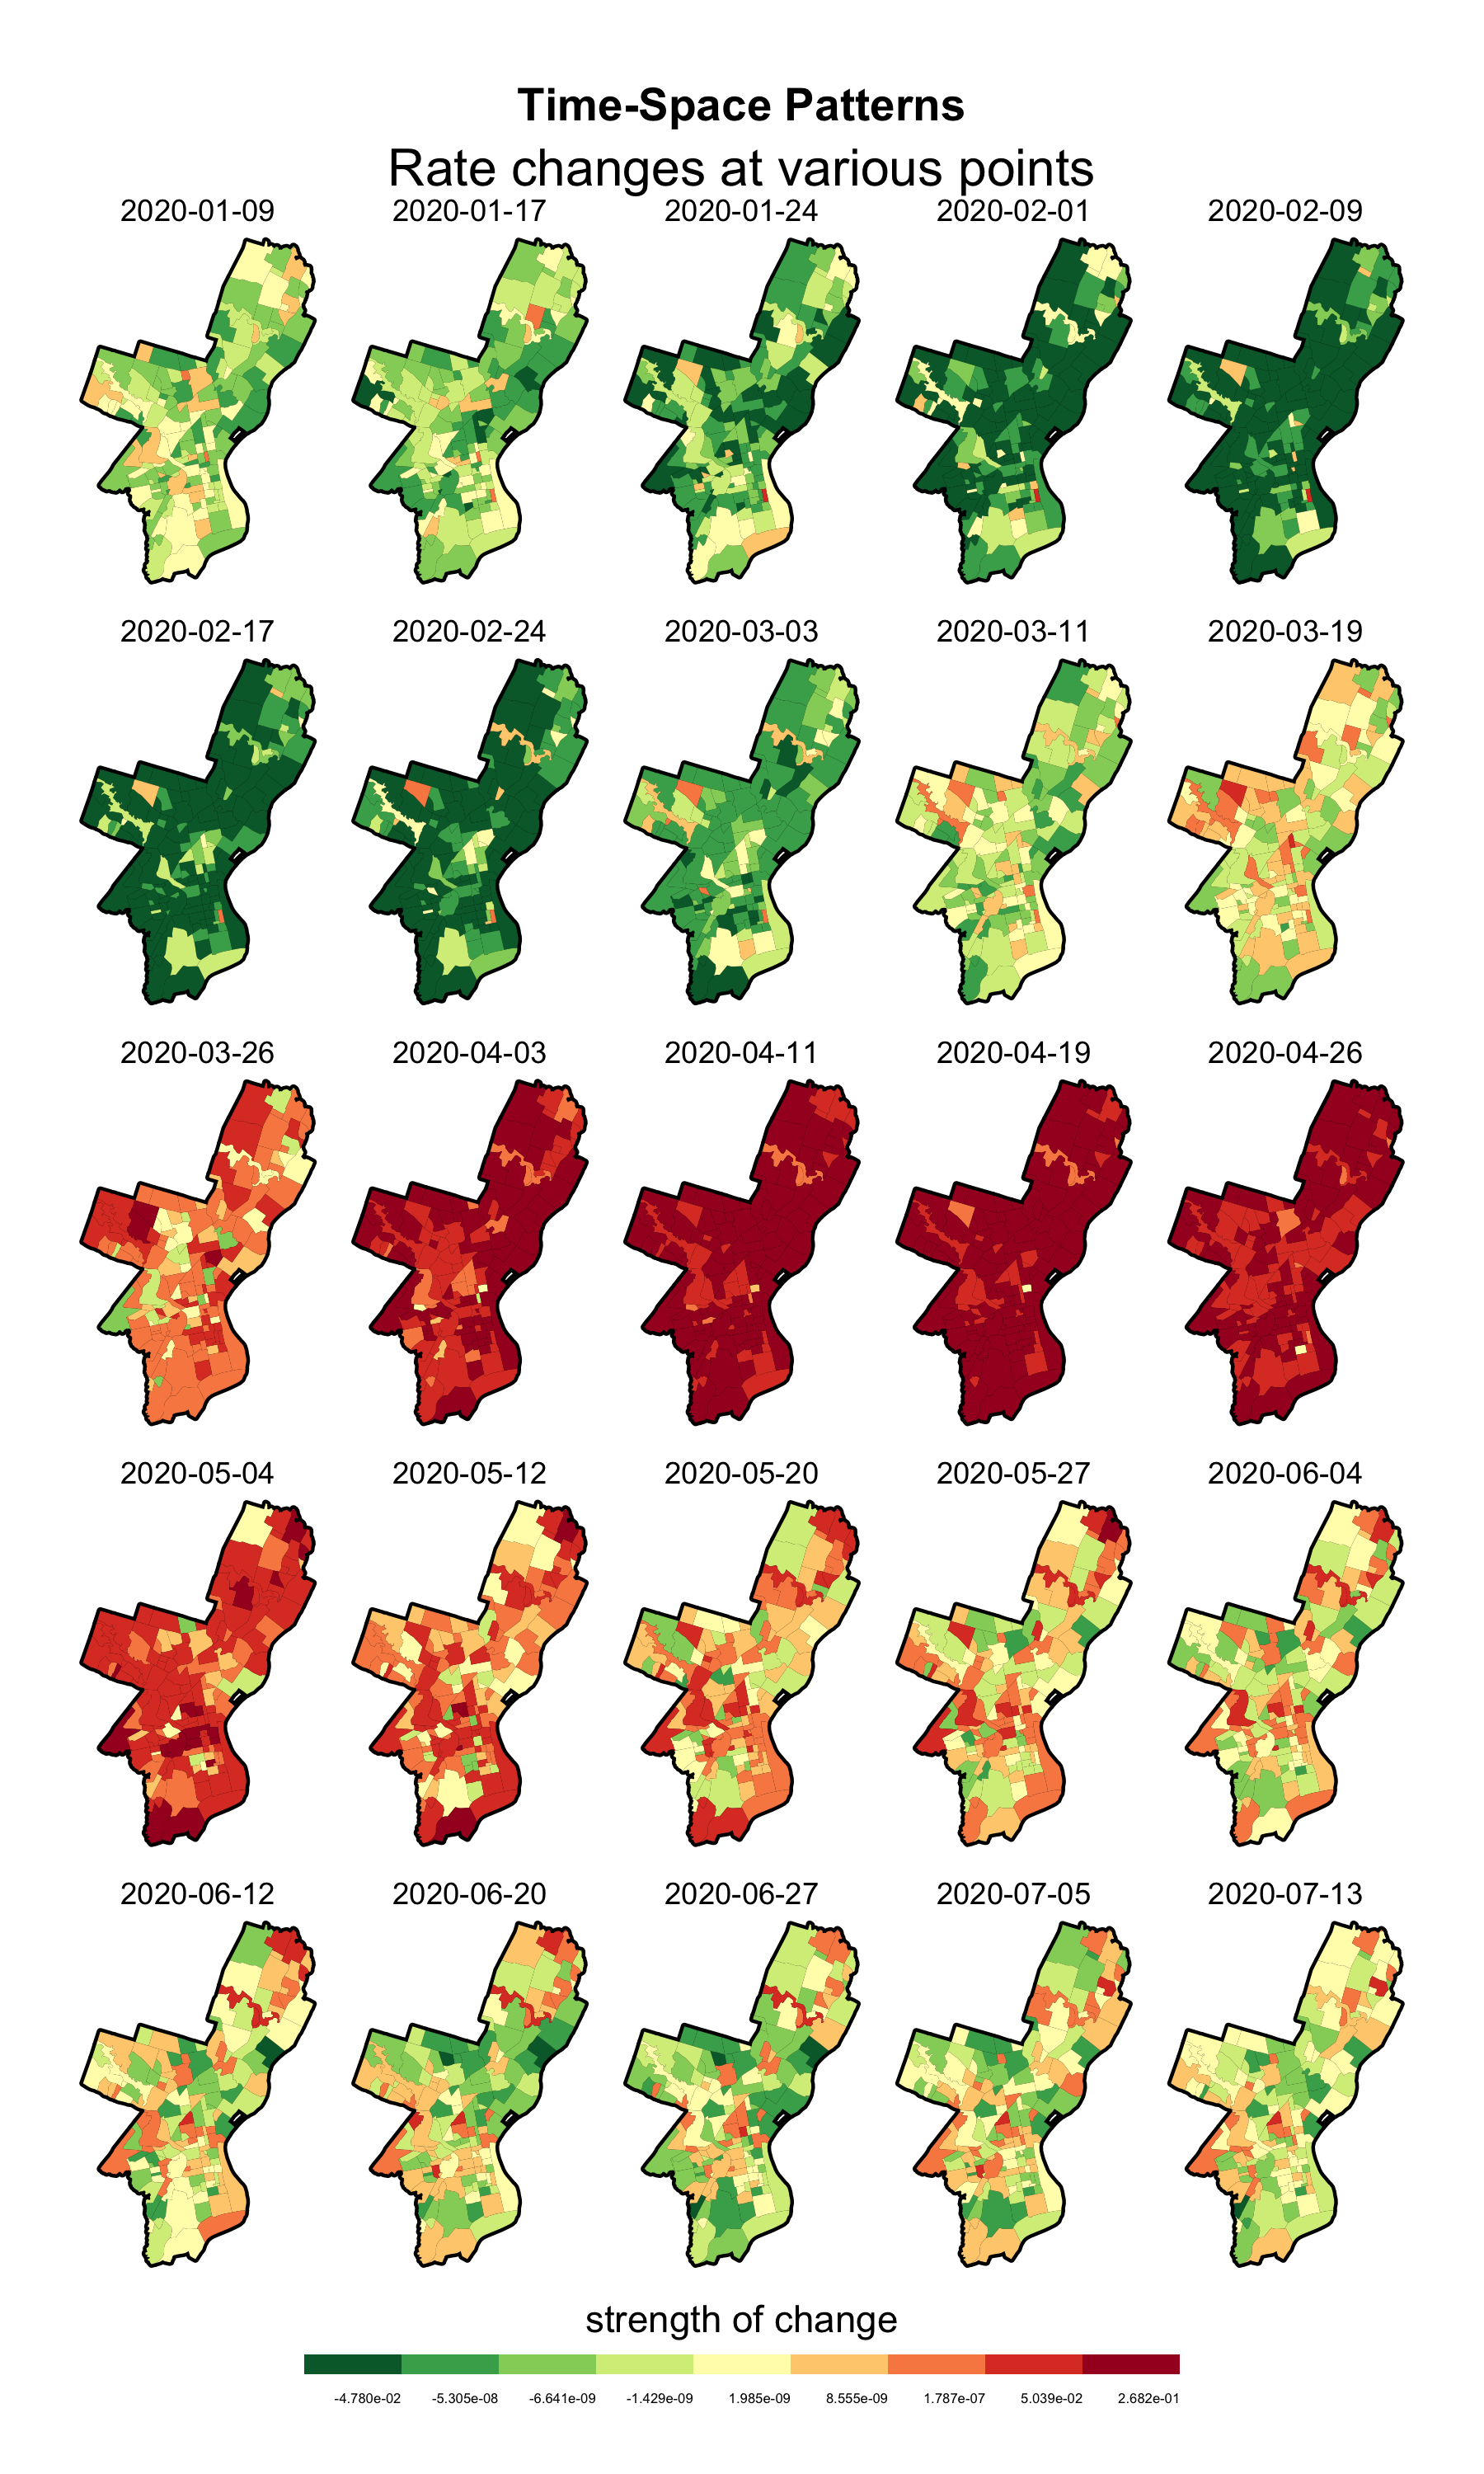 Time-Space Patterns
Rate changes at various points
2020-01-09 2020-01-17 2020-01-24 2020-02-01 2020-02-09
2020-02-17 2020-02-24 2020-03-03 2020-03-11 2020-03-19
2020-03-26 2020-04-03 2020-04-11 2020-04-19 2020-04-26
2020-05-04 2020-05-12 2020-05-20 2020-05-27 2020-06-04
2020-06-12 2020-06-20 2020-06-27 2020-07-05 2020-07-13
strength of change
-4.780e-02 -5.305e-08 -6.641e-09 -1.429e-09 1.985e-09 8.555e-09 1.787e-07 5.039e-02 2.682e-01